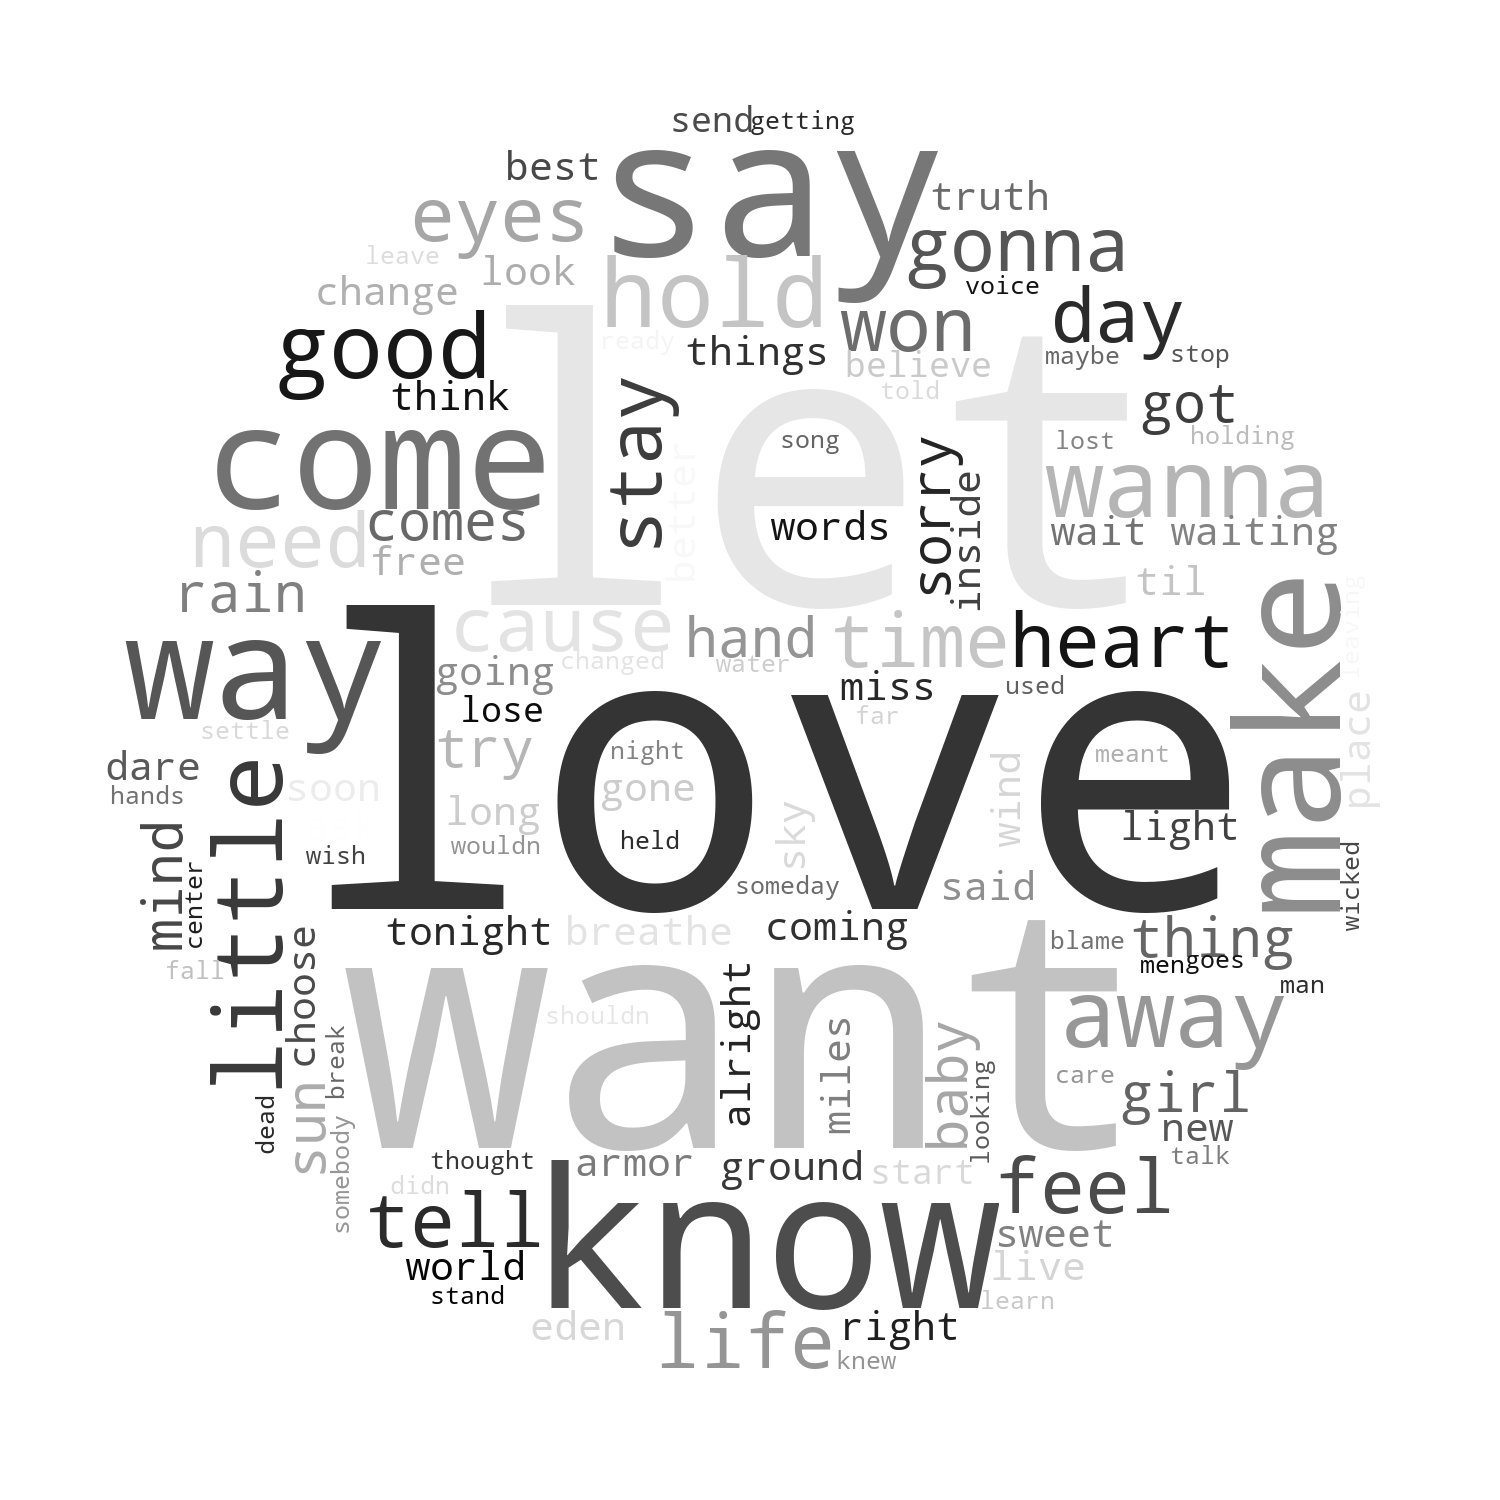 send getting
say
best
truth
eyes
gonna
leave
look
hold
voice
change
let
won
day
good
ready
things
believe
maybe stop
think
told
stay
got
come
song
sorry
lost
holding
better
inside
wanna
need
comes
words
wait waiting
free
til
rain
make
leaving
cause
hand
time
heart
way
love
going
changed
water
miss
used
place
settle
lose
far
try
night
meant
dare
little
hands
soon
gone
wind
long
sky
light
mind
center
wish
wouldn
held
wicked
someday
said
tonight
breathe
coming
blame
thing
want
men goes
fall
choose
alright
man
shouldn
miles
away
break
baby
looking
care
girl
dead
sun
somebody
new
thought
armor
ground
start
talk
know
feel
didn
tell
sweet
world
live
stand
learn
eden
life
right
knew